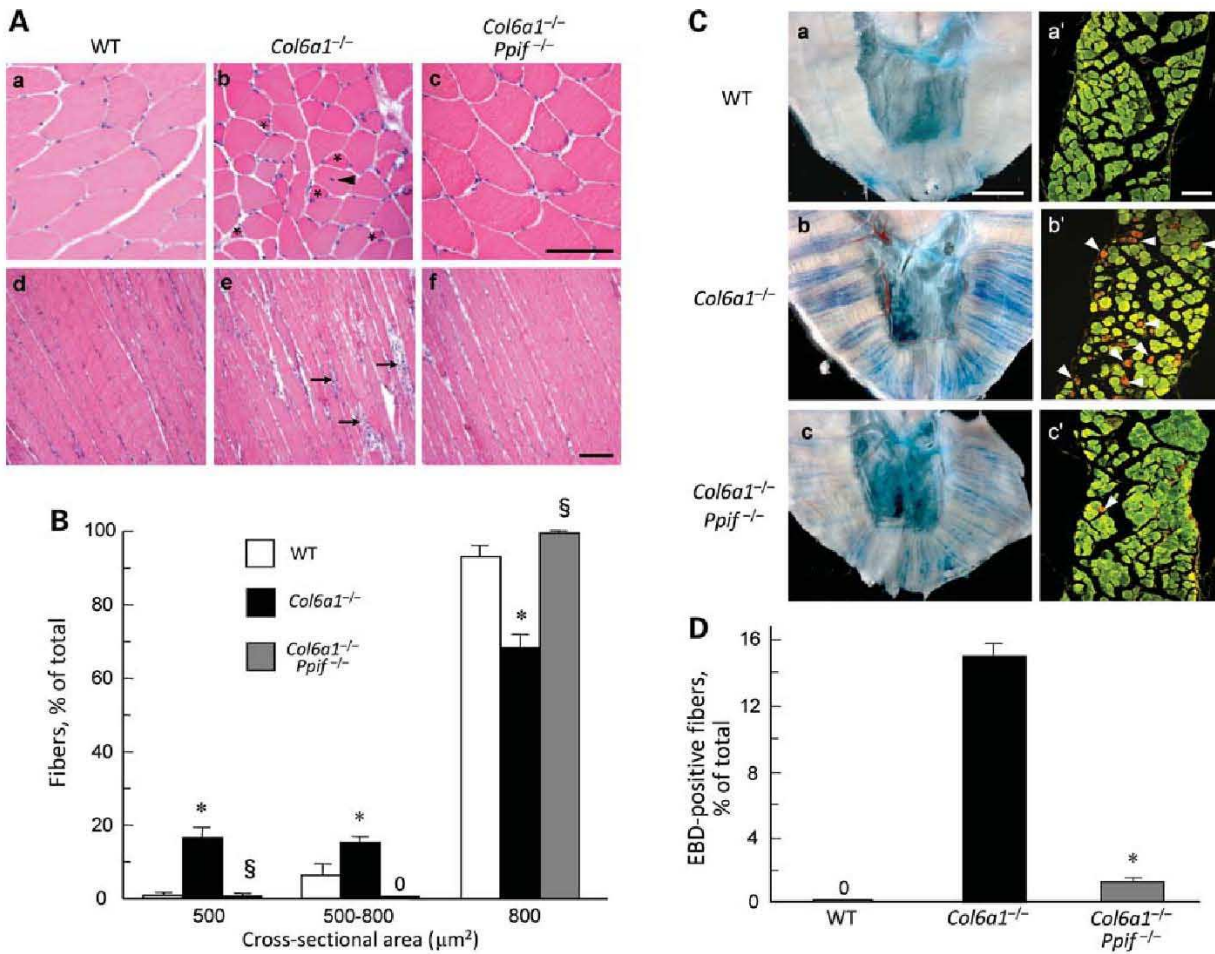 A
WT
Col6a1⁻/⁻
Col6a1⁻/⁻
Ppif⁻/⁻
a
b
c
*
*
*
*
*
d
e
f
B
Fibers, % of total
100
80
60
40
20
0
WT
Col6a1⁻/⁻
Col6a1⁻/⁻
Ppif⁻/⁻
*
§
*
0
*
§
500
500-800
800
Cross-sectional area (μm²)
C
WT
a
a'
Col6a1⁻/⁻
b
b'
Col6a1⁻/⁻
Ppif⁻/⁻
c
c'
D
EBD-positive fibers,
% of total
16
12
8
4
0
0
*
WT
Col6a1⁻/⁻
Col6a1⁻/⁻
Ppif⁻/⁻